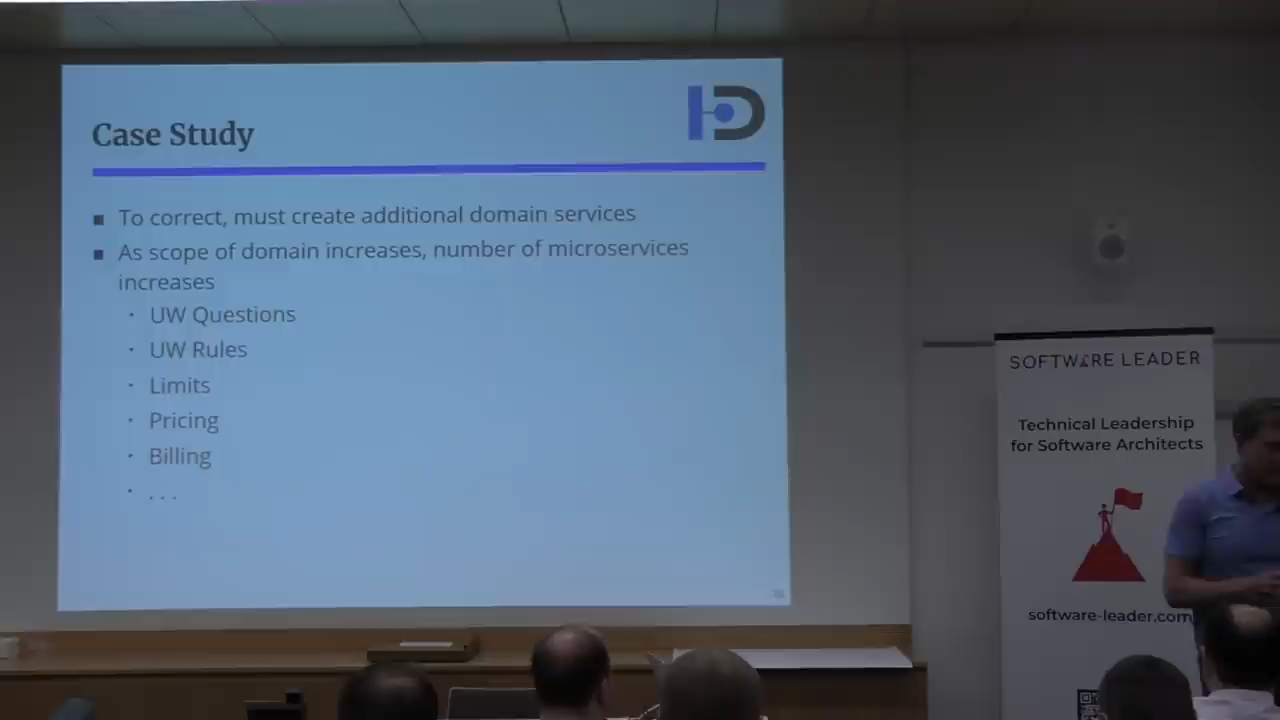 Case Study
To correct, must create additional domain services
As scope of domain increases, number of microservices
increases
UW Questions
UW Rules
Limits
Pricing
Billing
. . .
SOFTWARE LEADER
Technical Leadership
for Software Architects
software-leader.com